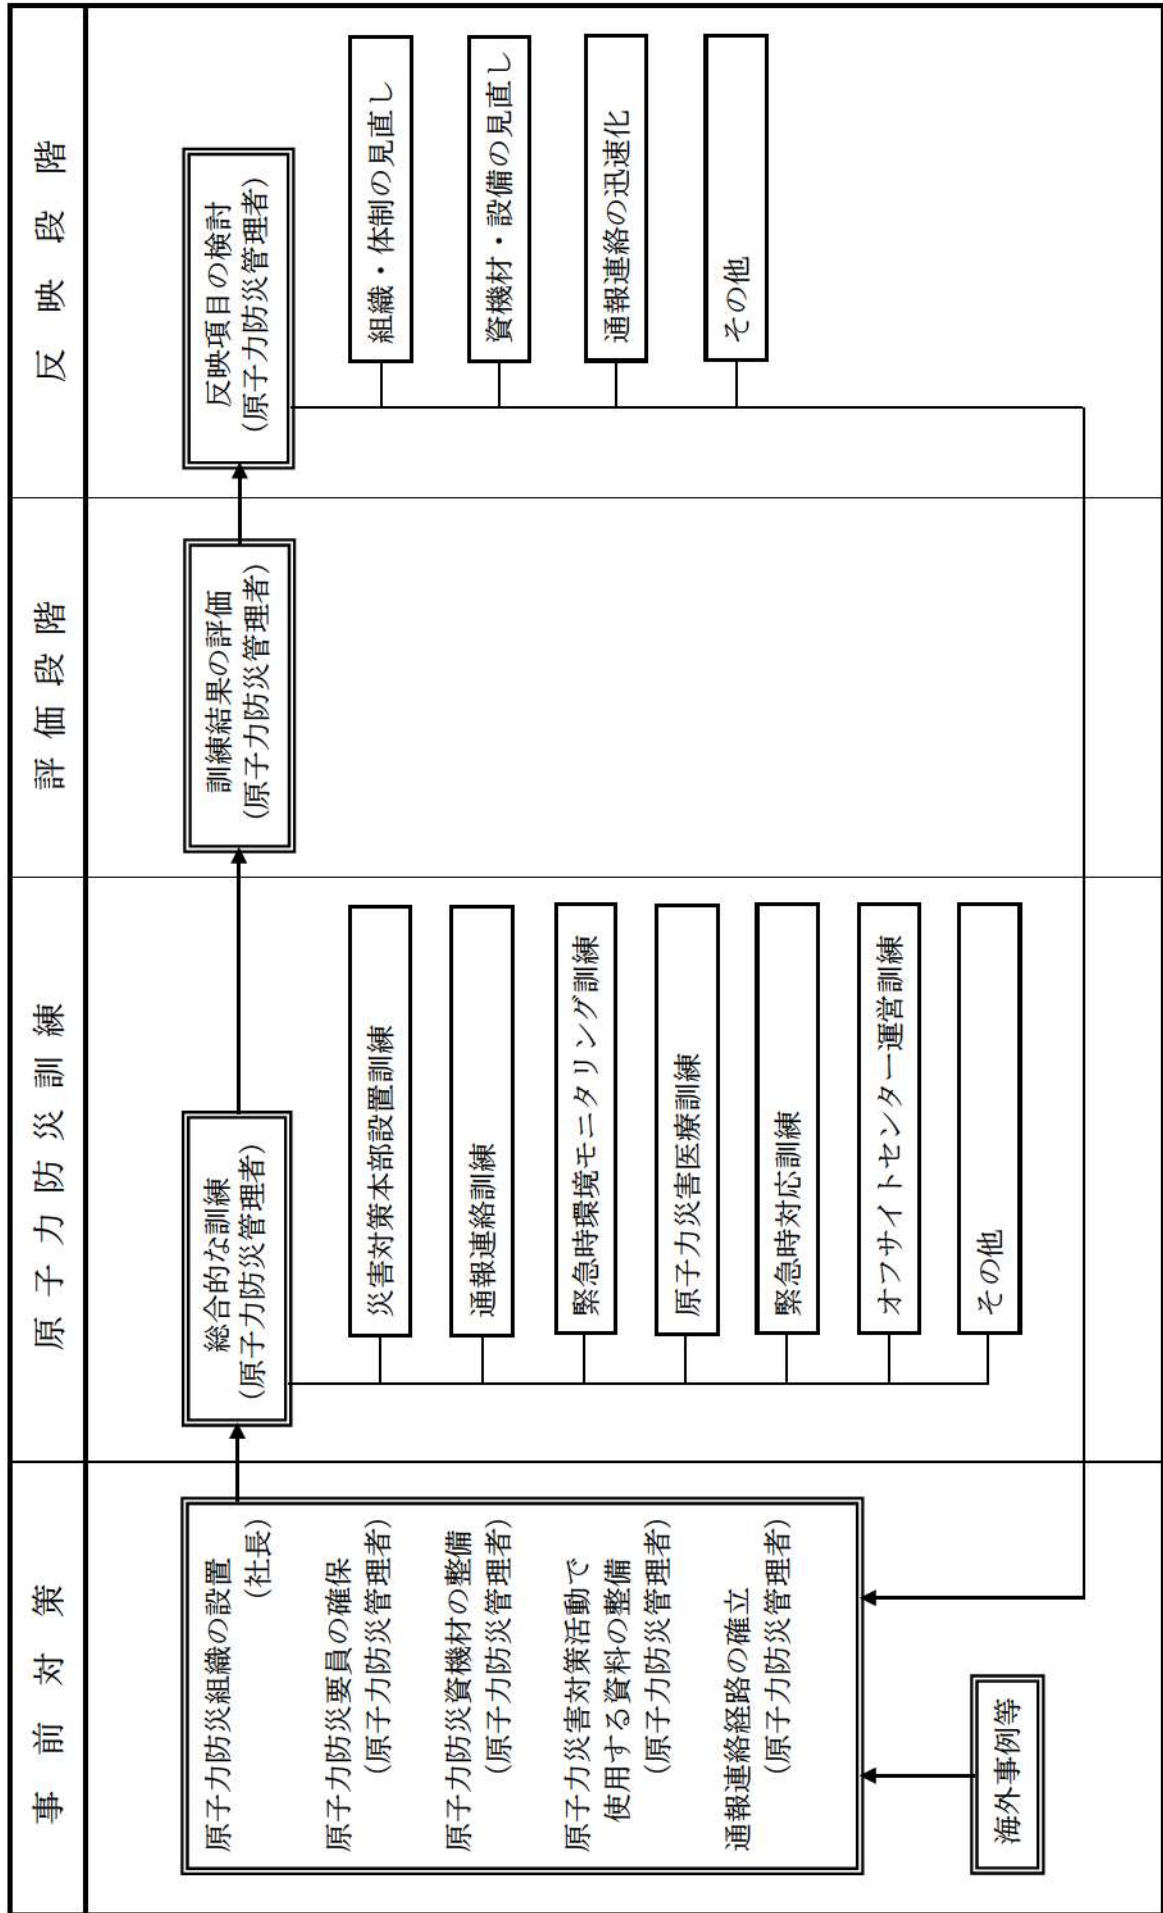 事前対策
原子力防災訓練
評価段階
反映段階
原子力防災組織の設置
(社長)
原子力防災要員の確保
(原子力防災管理者)
原子力防災資機材の整備
(原子力防災管理者)
原子力災害対策活動で
使用する資料の整備
(原子力防災管理者)
通報連絡経路の確立
(原子力防災管理者)
海外事例等
総合的な訓練
(原子力防災管理者)
災害対策本部設置訓練
通報連絡訓練
緊急時環境モニタリング訓練
原子力災害医療訓練
緊急時対応訓練
オフサイトセンター運営訓練
その他
訓練結果の評価
(原子力防災管理者)
反映項目の検討
(原子力防災管理者)
組織・体制の見直し
資機材・設備の見直し
通報連絡の迅速化
その他